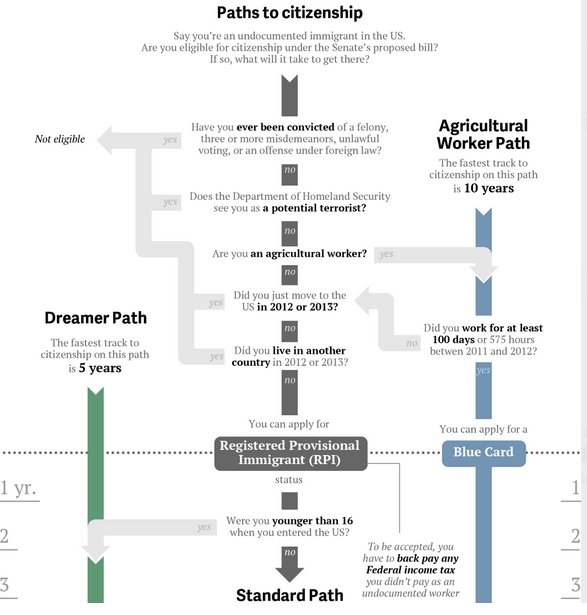 Paths to citizenship
Say you're an undocumented immigrant in the US.
Are you eligible for citizenship under the Senate's proposed bill?
If so, what will it take to get there?
Not eligible
yes
Have you ever been convicted of a felony,
three or more misdemeanors, unlawful
voting, or an offense under foreign law?
no
Agricultural
Worker Path
The fastest track to
citizenship on this path
is 10 years
yes
Does the Department of Homeland Security
see you as a potential terrorist?
no
Are you an agricultural worker?
yes
no
yes
Did you just move to the
US in 2012 or 2013?
no
Did you work for at least
100 days or 575 hours
betwen 2011 and 2012?
no
yes
Dreamer Path
The fastest track to
citizenship on this path
is 5 years
yes
Did you live in another
country in 2012 or 2013?
no
You can apply for
Registered Provisional
Immigrant (RPI)
status
You can apply for a
Blue Card
1 yr.
1
yes
Were you younger than 16
when you entered the US?
no
2
2
To be accepted, you
have to back pay any
Federal income tax
you didn't pay as an
undocumented worker
3
3
Standard Path